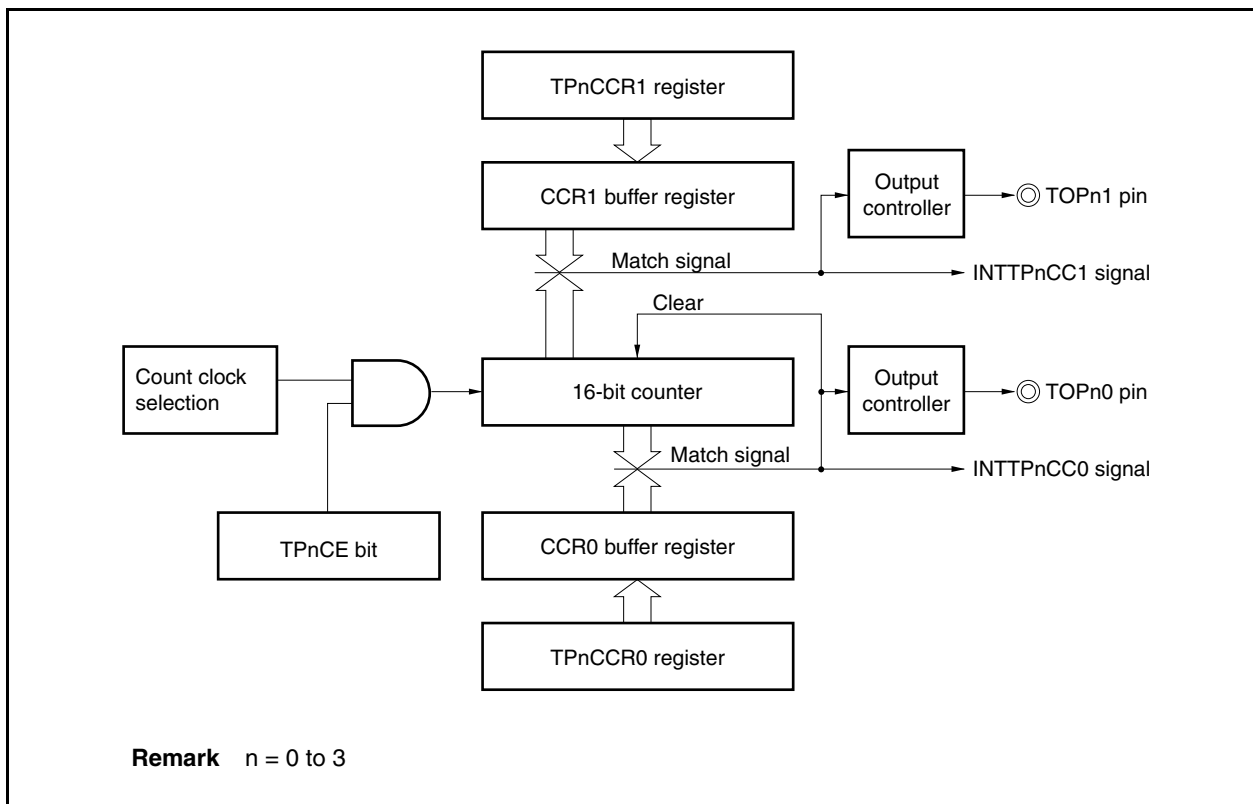 TPnCCR1 register
CCR1 buffer register
Output
controller
TOPn1 pin
Match signal
INTTPnCC1 signal
Clear
Count clock
selection
16-bit counter
Output
controller
TOPn0 pin
Match signal
INTTPnCC0 signal
TPnCE bit
CCR0 buffer register
TPnCCR0 register
Remark n = 0 to 3